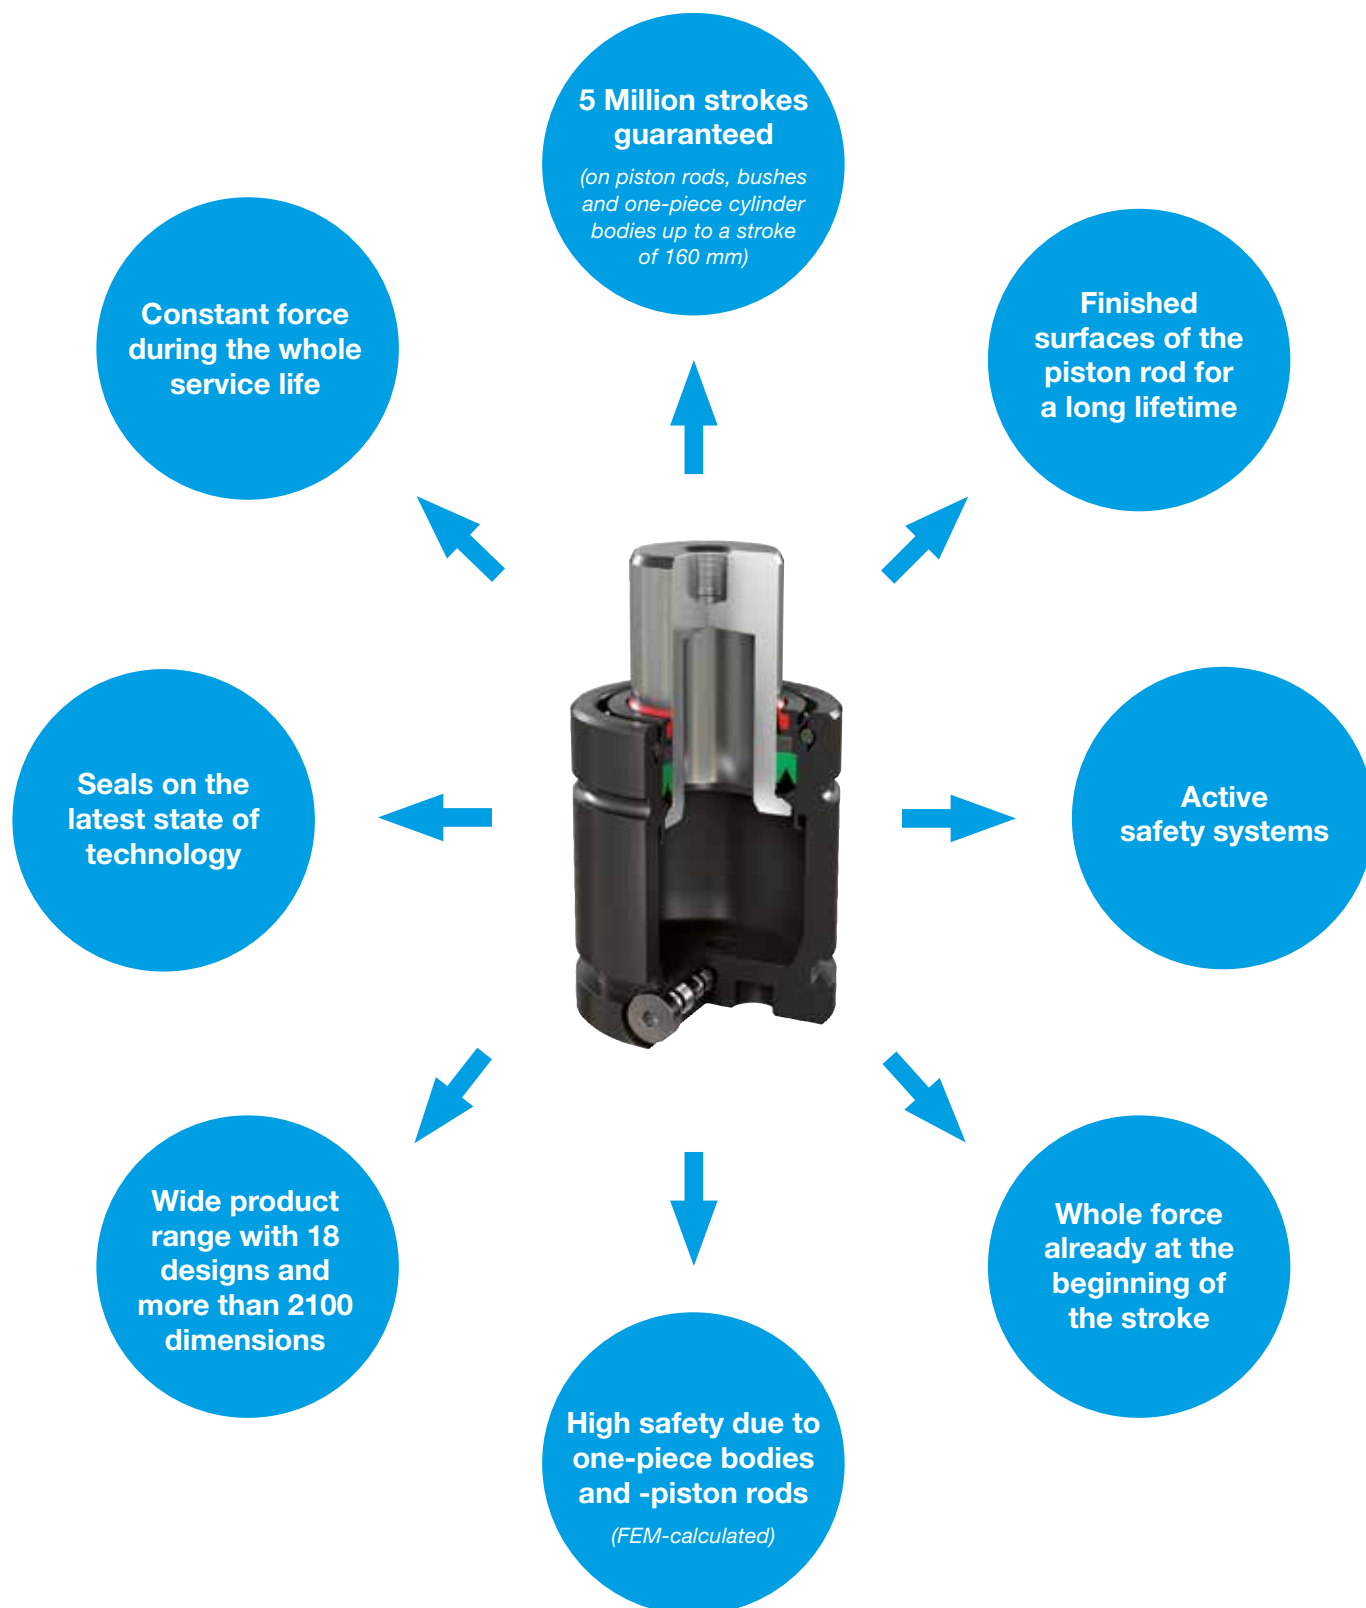 5 Million strokes
guaranteed
(on piston rods, bushes
and one-piece cylinder
bodies up to a stroke
of 160 mm)
Constant force
during the whole
service life
Finished
surfaces of the
piston rod for
a long lifetime
Seals on the
latest state of
technology
Active
safety systems
Wide product
range with 18
designs and
more than 2100
dimensions
Whole force
already at the
beginning of
the stroke
High safety due to
one-piece bodies
and -piston rods
(FEM-calculated)